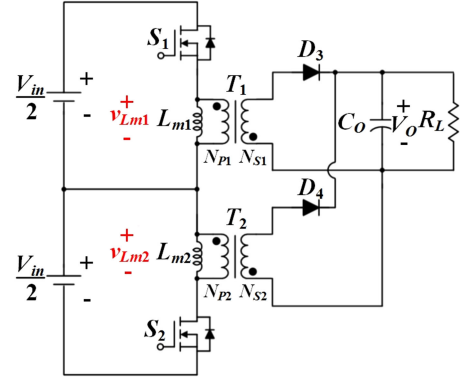 S1
D3
T1
Vin/2
+
-
+
vLm1
-
Lm1
NP1
NS1
CO
+
VO
-
RL
D4
T2
Vin/2
+
-
+
vLm2
-
Lm2
NP2
NS2
S2